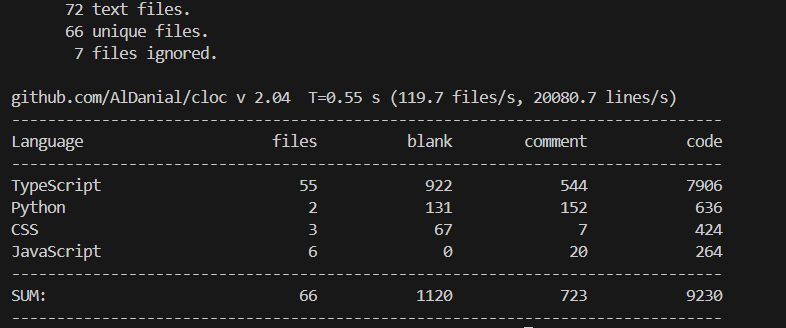 72 text files.
66 unique files.
7 files ignored.
github.com/AlDanial/cloc v 2.04 T=0.55 s (119.7 files/s, 20080.7 lines/s)
-------------------------------------------------------------------------------
Language files blank comment code
-------------------------------------------------------------------------------
TypeScript 55 922 544 7906
Python 2 131 152 636
CSS 3 67 7 424
JavaScript 6 0 20 264
-------------------------------------------------------------------------------
SUM: 66 1120 723 9230
-------------------------------------------------------------------------------